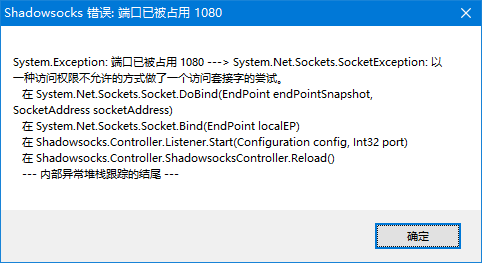 Shadowsocks 错误: 端口已被占用 1080
System.Exception: 端口已被占用 1080 ---> System.Net.Sockets.SocketException: 以
一种访问权限不允许的方式做了一个访问套接字的尝试。
在 System.Net.Sockets.Socket.DoBind(EndPoint endPointSnapshot,
SocketAddress socketAddress)
在 System.Net.Sockets.Socket.Bind(EndPoint localEP)
在 Shadowsocks.Controller.Listener.Start(Configuration config, Int32 port)
在 Shadowsocks.Controller.ShadowsocksController.Reload()
--- 内部异常堆栈跟踪的结尾 ---
确定